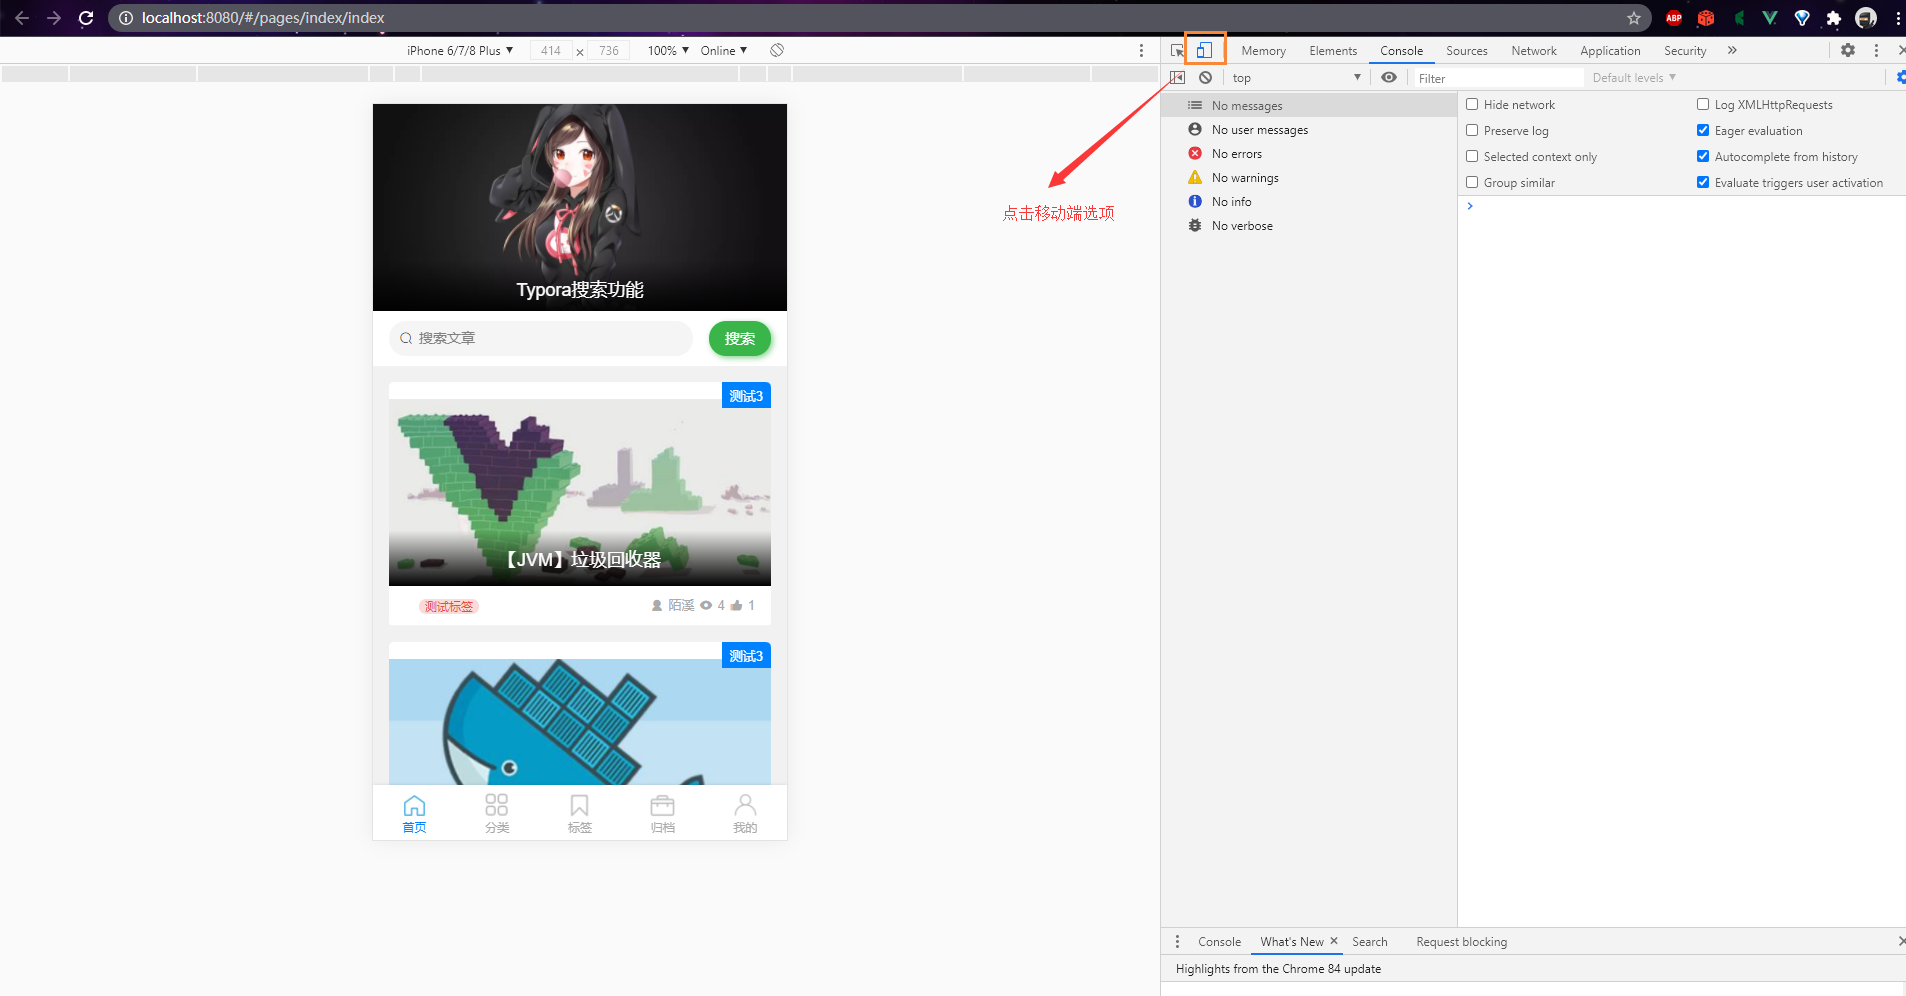 localhost:8080/#/pages/index/index
ABP
iPhone 6/7/8 Plus ▼ 414 × 736 100% ▼ Online ▼
Memory Elements Console Sources Network Application Security »
top ▼ Filter Default levels ▼
No messages
No user messages
No errors
No warnings
No info
No verbose
Hide network Log XMLHttpRequests
Preserve log Eager evaluation
Selected context only Autocomplete from history
Group similar Evaluate triggers user activation
点击移动端选项
Typora搜索功能
搜索文章 搜索
测试3
【JVM】垃圾回收器
测试标签 陌溪 4 1
测试3
首页 分类 标签 归档 我的
Console What's New × Search Request blocking
Highlights from the Chrome 84 update